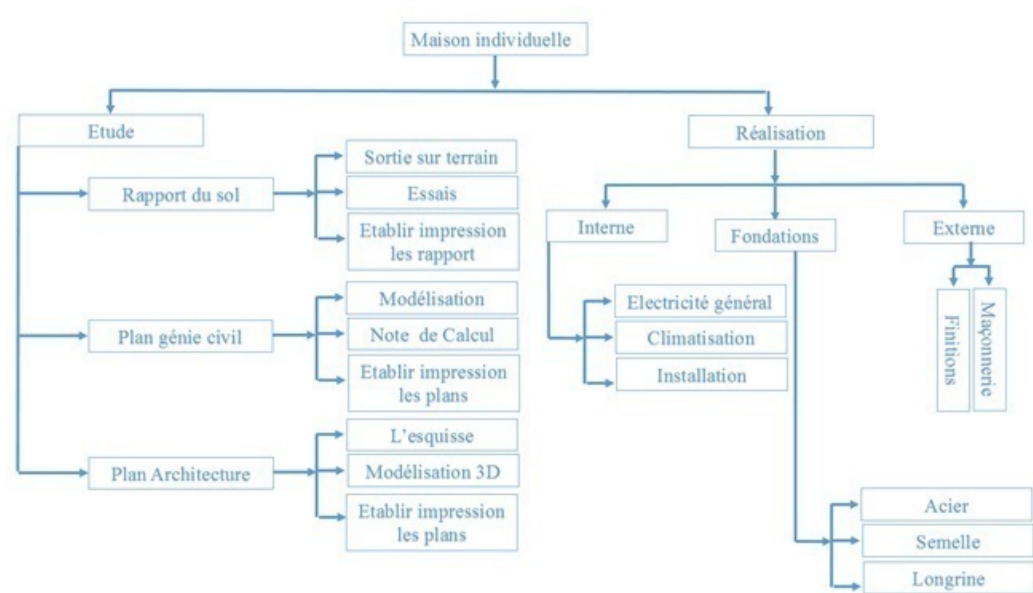 Maison individuelle
Etude
Réalisation
Rapport du sol
Sortie sur terrain
Essais
Etablir impression
les rapport
Plan génie civil
Modélisation
Note de Calcul
Etablir impression
les plans
Plan Architecture
L'esquisse
Modélisation 3D
Etablir impression
les plans
Interne
Fondations
Externe
Electricité général
Climatisation
Installation
Finitions
Maçonnerie
Acier
Semelle
Longrine